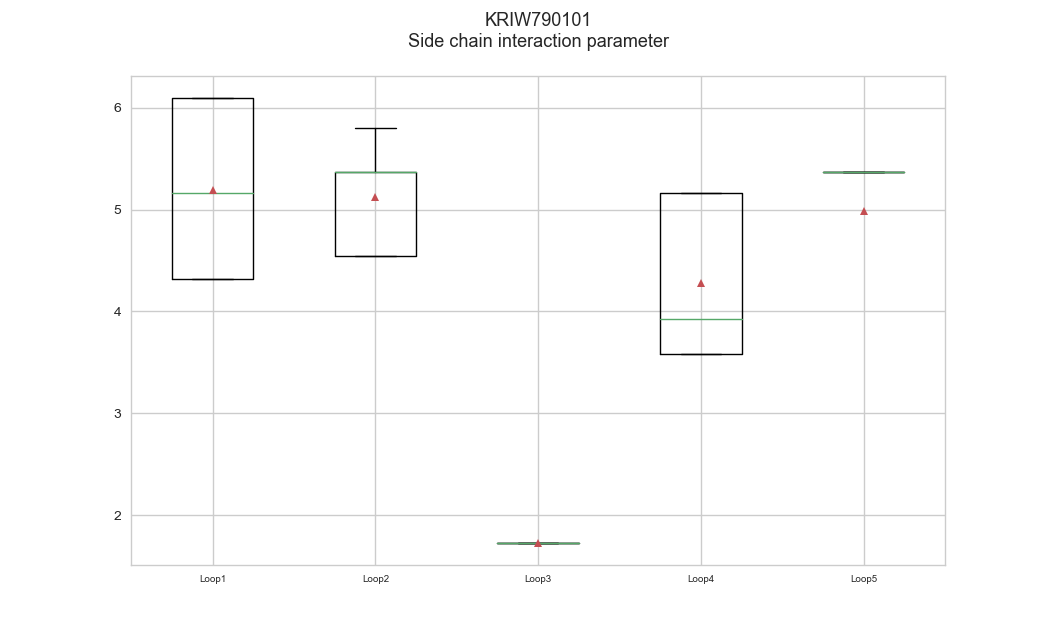 KRIW790101
Side chain interaction parameter
6
5
4
3
2
Loop1
Loop2
Loop3
Loop4
Loop5